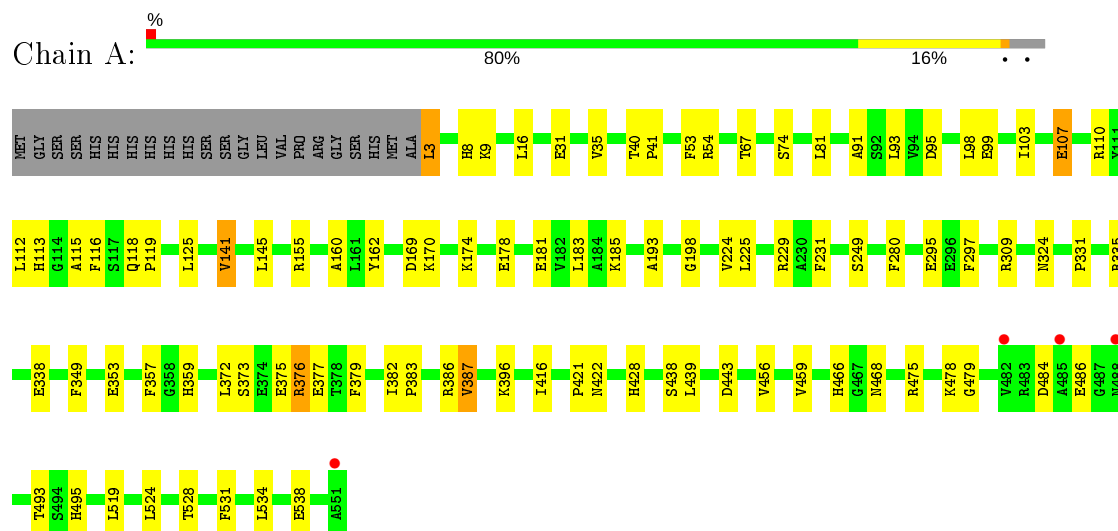 %
Chain A:
80% 16% • •
MET GLY SER SER HIS HIS HIS HIS HIS HIS SER SER GLY LEU VAL PRO ARG GLY SER HIS MET ALA L3 H8 K9 L16 E31 V35 T40 P41 F53 R54 T67 S74 L81 A91 S92 L93 V94 D95 L98 E99 I103 E107 R110 Y111
L112 H113 G114 A115 F116 S117 Q118 P119 L125 V141 L145 R155 A160 L161 Y162 D169 K170 K174 E178 E181 V182 L183 A184 K185 A193 G198 V224 L225 R229 A230 F231 S249 F280 E295 E296 F297 R309 N324 P331 R335
E338 F349 E353 F357 G358 H359 L372 S373 E374 E375 R376 E377 T378 F379 I382 P383 R386 V387 K396 I416 P421 N422 H428 S438 L439 D443 V456 V459 H466 G467 N468 R475 K478 G479 V482 R483 D484 A485 E486 G487 N488
T493 S494 H495 L519 L524 T528 F531 L534 E538 A551